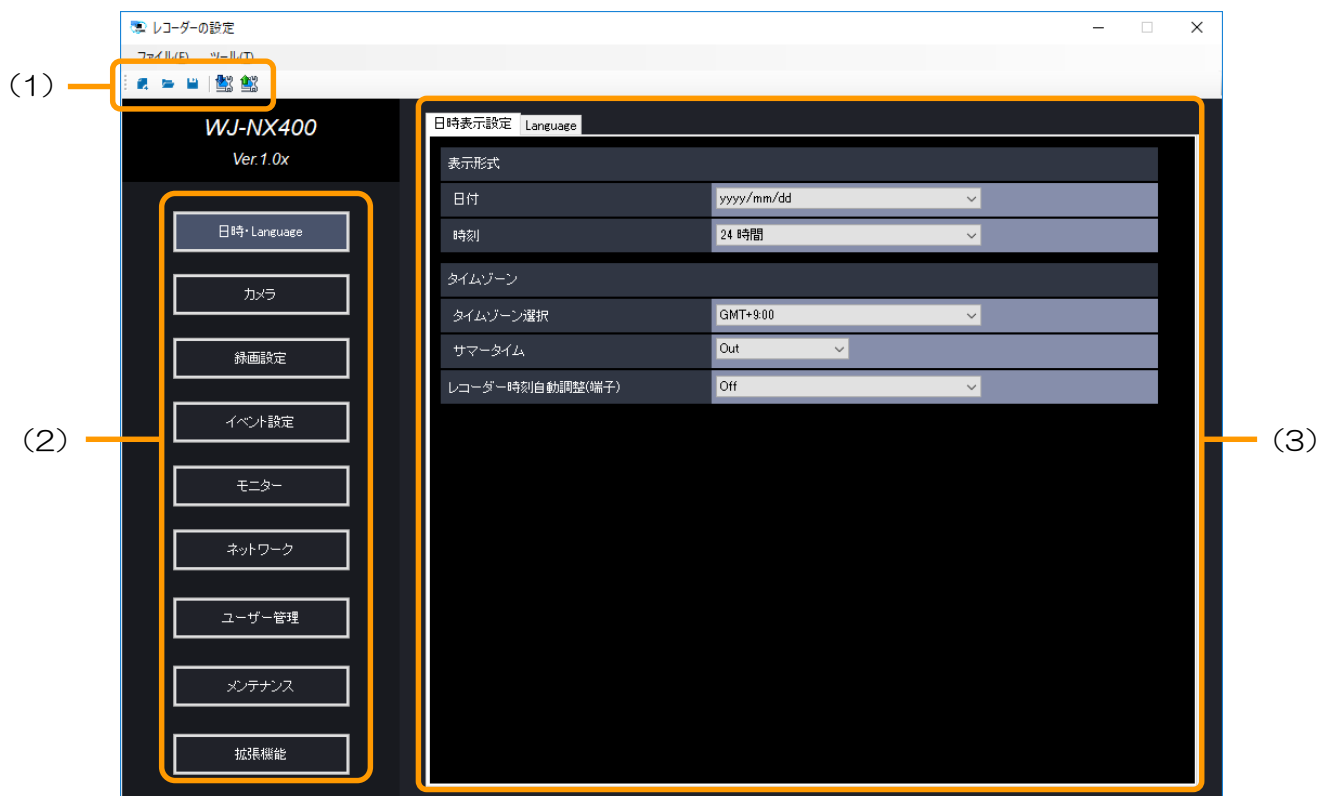 レコーダーの設定
ファイル(F) ツール(T)
(1)
WJ-NX400
Ver.1.0x
日時・Language
カメラ
録画設定
イベント設定
モニター
ネットワーク
ユーザー管理
メンテナンス
拡張機能
(2)
日時表示設定 Language
表示形式
日付 yyyy/mm/dd
時刻 24 時間
タイムゾーン
タイムゾーン選択 GMT+9:00
サマータイム Out
レコーダー時刻自動調整(端子) Off
(3)